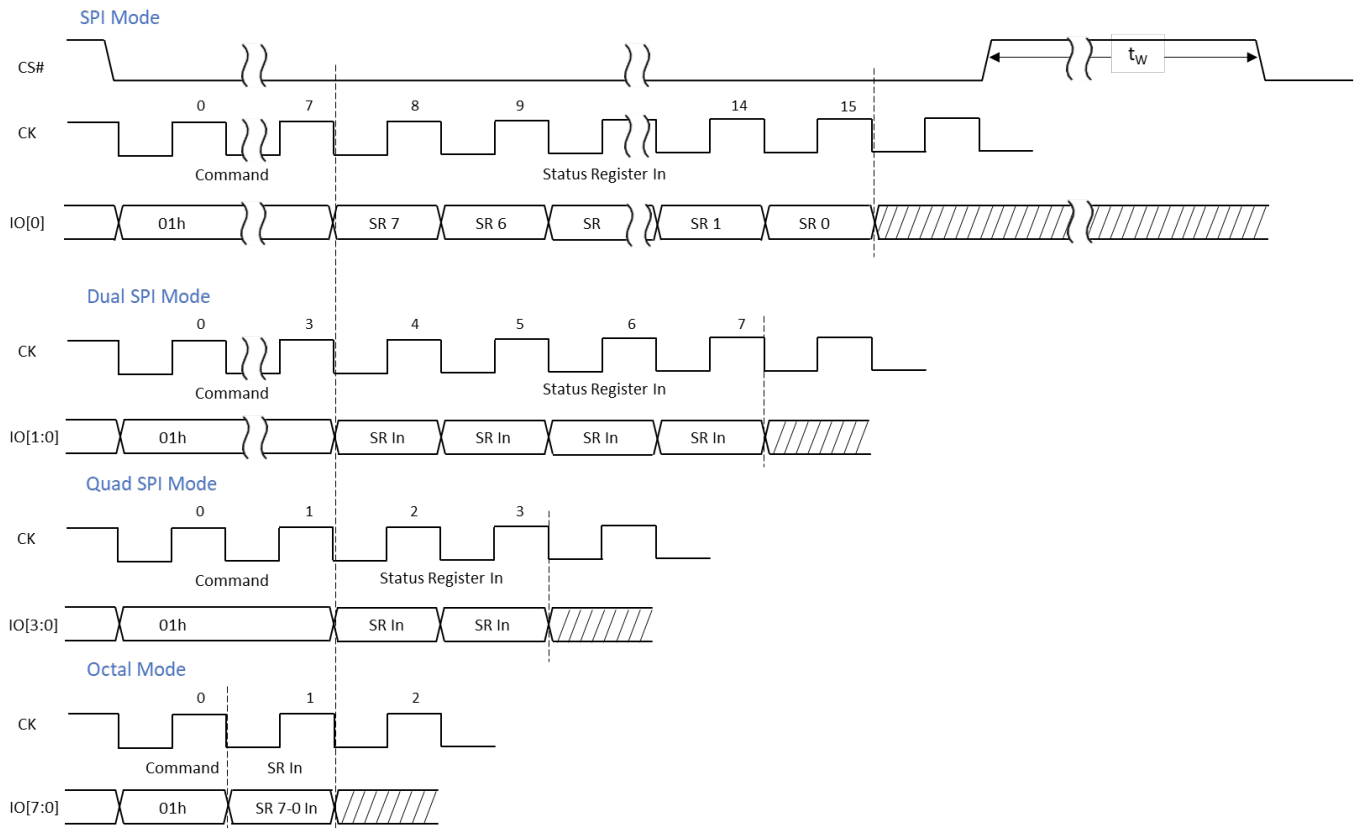 SPI Mode
CS#
tW
0 7 8 9 14 15
CK
Command Status Register In
IO[0] 01h SR 7 SR 6 SR SR 1 SR 0
Dual SPI Mode
0 3 4 5 6 7
CK
Command Status Register In
IO[1:0] 01h SR In SR In SR In SR In
Quad SPI Mode
0 1 2 3
CK
Command Status Register In
IO[3:0] 01h SR In SR In
Octal Mode
0 1 2
CK
Command SR In
IO[7:0] 01h SR 7-0 In